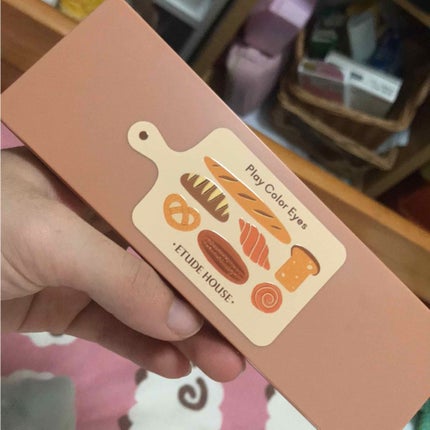 Play Color Eyes
·ETUDE HOUSE·